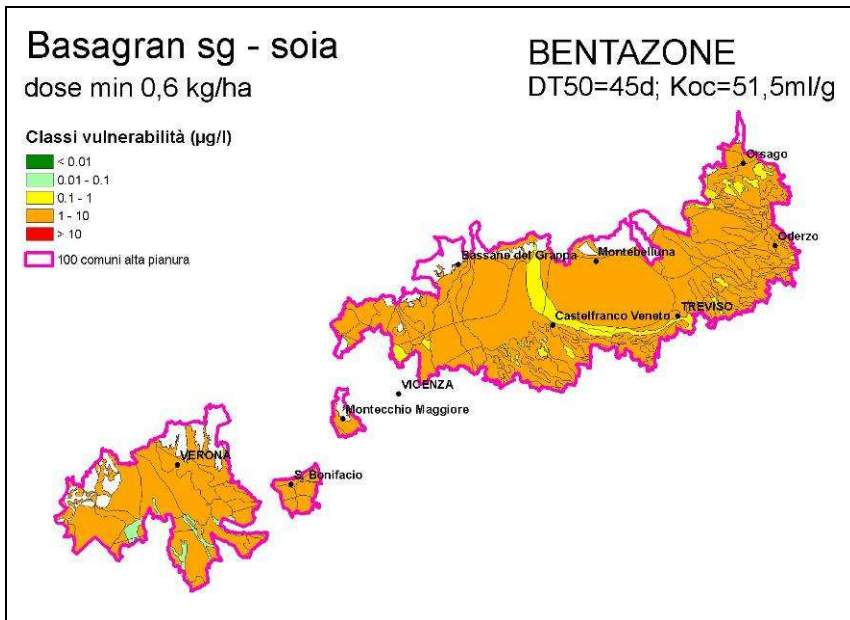 Basagran sg - soia
dose min 0,6 kg/ha
BENTAZONE
DT50=45d; Koc=51,5ml/g
Classi vulnerabilità (µg/l)
< 0.01
0.01 - 0.1
0.1 - 1
1 - 10
> 10
100 comuni alta pianura
Orsago
Oderzo
Bassano del Grappa
Montebelluna
TREVISO
Castelfranco Veneto
VICENZA
Montecchio Maggiore
VERONA
S. Bonifacio